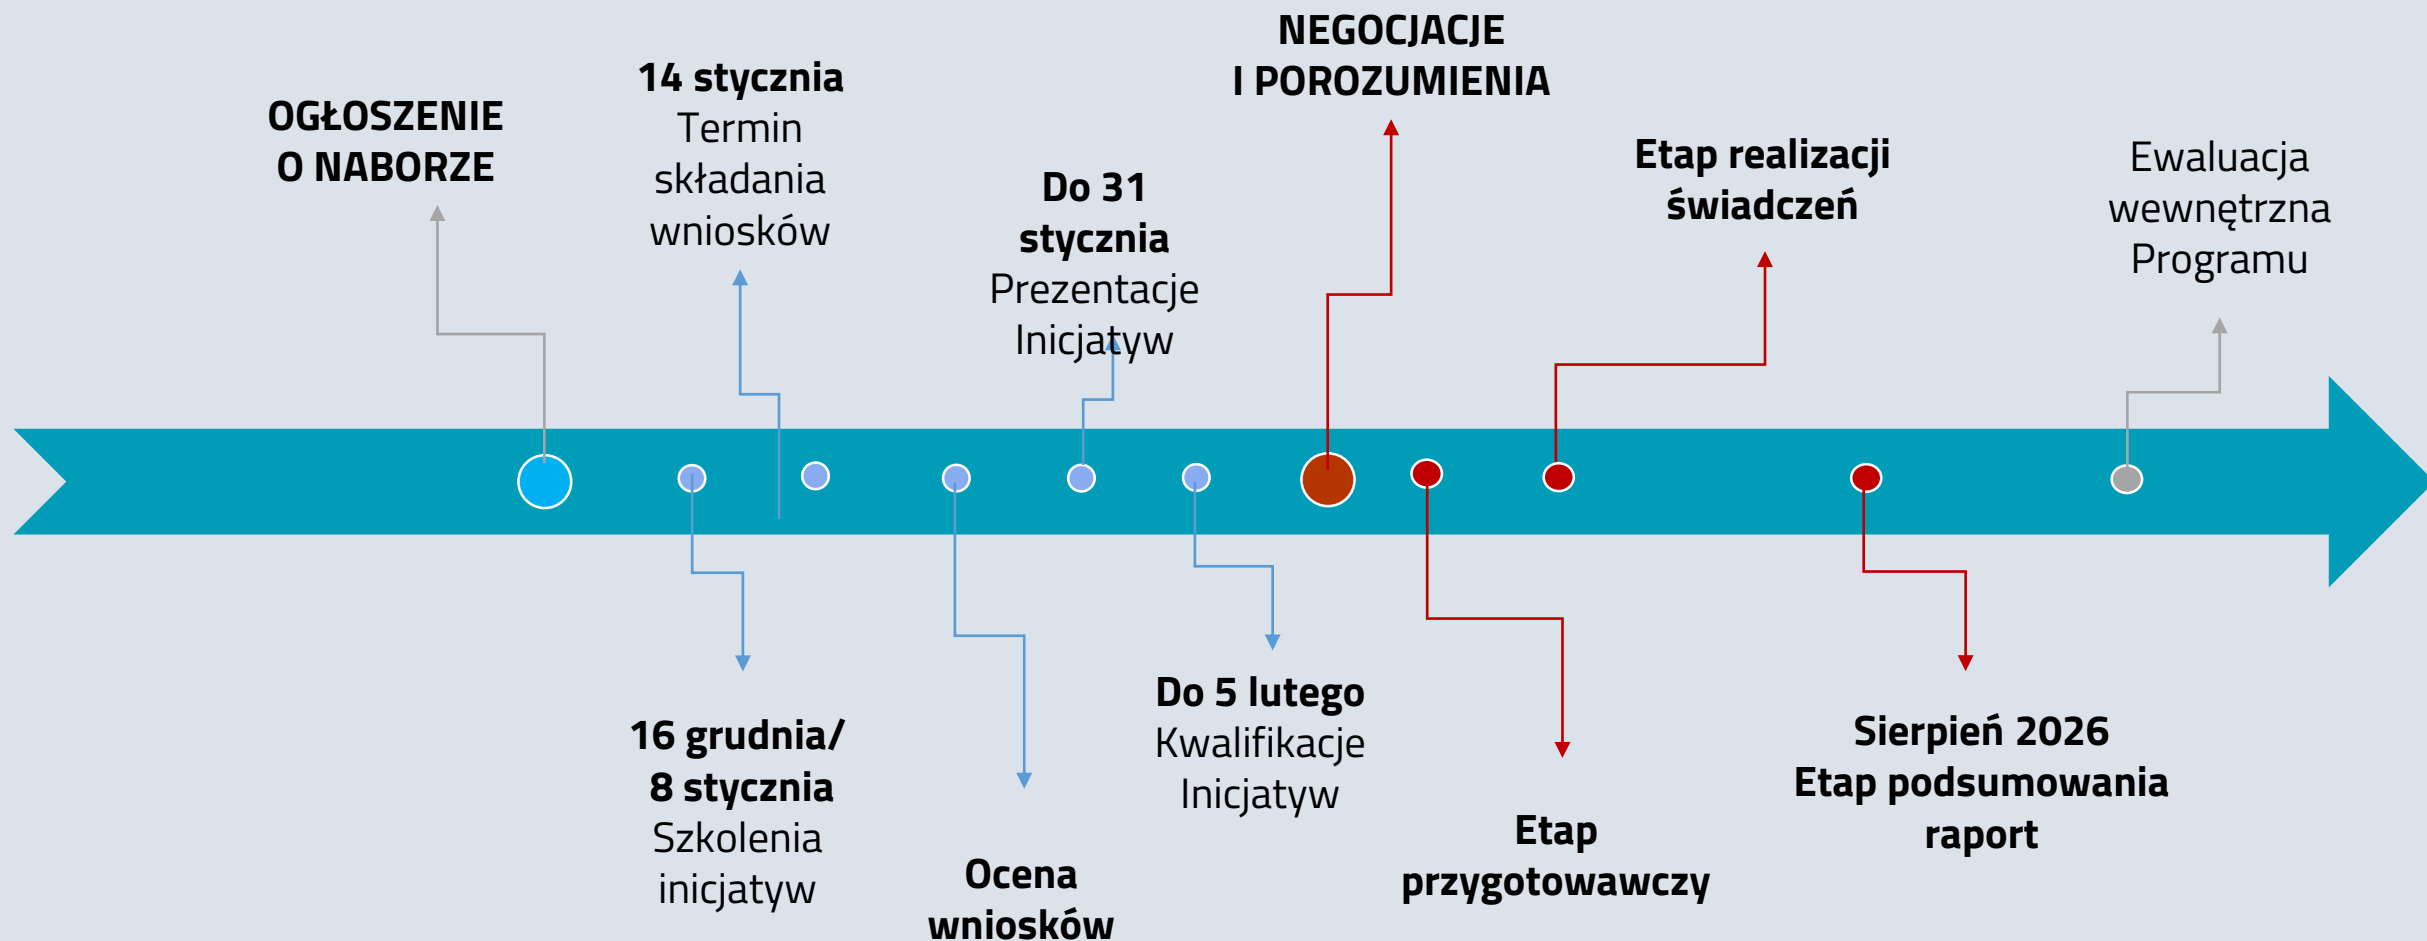 OGŁOSZENIE
O NABORZE
14 stycznia
Termin
składania
wniosków
Do 31
stycznia
Prezentacje
Inicjatyw
NEGOCJACJE
I POROZUMIENIA
Etap realizacji
świadczeń
Ewaluacja
wewnętrzna
Programu
16 grudnia/
8 stycznia
Szkolenia
inicjatyw
Ocena
wniosków
Do 5 lutego
Kwalifikacje
Inicjatyw
Etap
przygotowawczy
Sierpień 2026
Etap podsumowania
raport